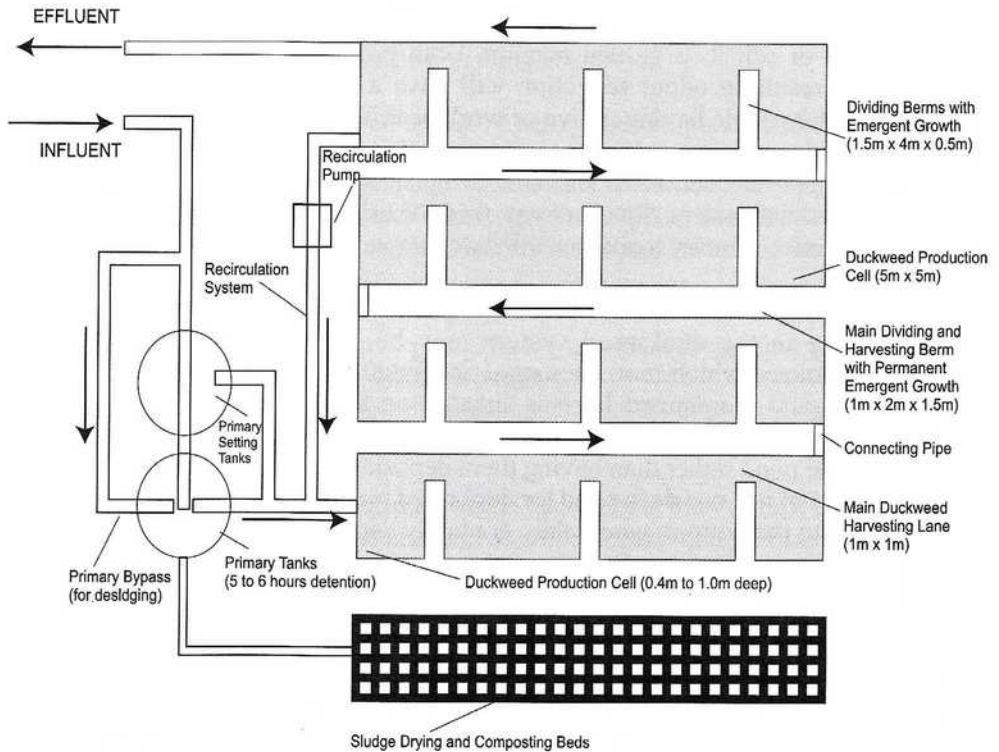 EFFLUENT
INFLUENT
Recirculation
Pump
Recirculation
System
Primary
Setting
Tanks
Primary Bypass
(for desldging)
Primary Tanks
(5 to 6 hours detention)
Dividing Berms with
Emergent Growth
(1.5m x 4m x 0.5m)
Duckweed Production
Cell (5m x 5m)
Main Dividing and
Harvesting Berm
with Permanent
Emergent Growth
(1m x 2m x 1.5m)
Connecting Pipe
Main Duckweed
Harvesting Lane
(1m x 1m)
Duckweed Production Cell (0.4m to 1.0m deep)
Sludge Drying and Composting Beds